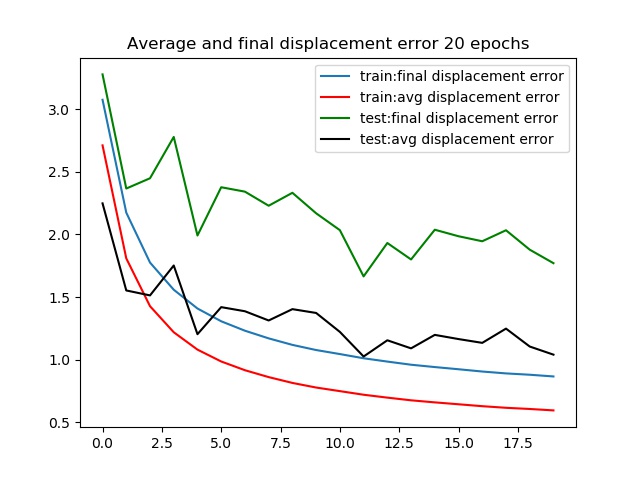 Average and final displacement error 20 epochs
train:final displacement error
train:avg displacement error
test:final displacement error
test:avg displacement error
3.0
2.5
2.0
1.5
1.0
0.5
0.0 2.5 5.0 7.5 10.0 12.5 15.0 17.5